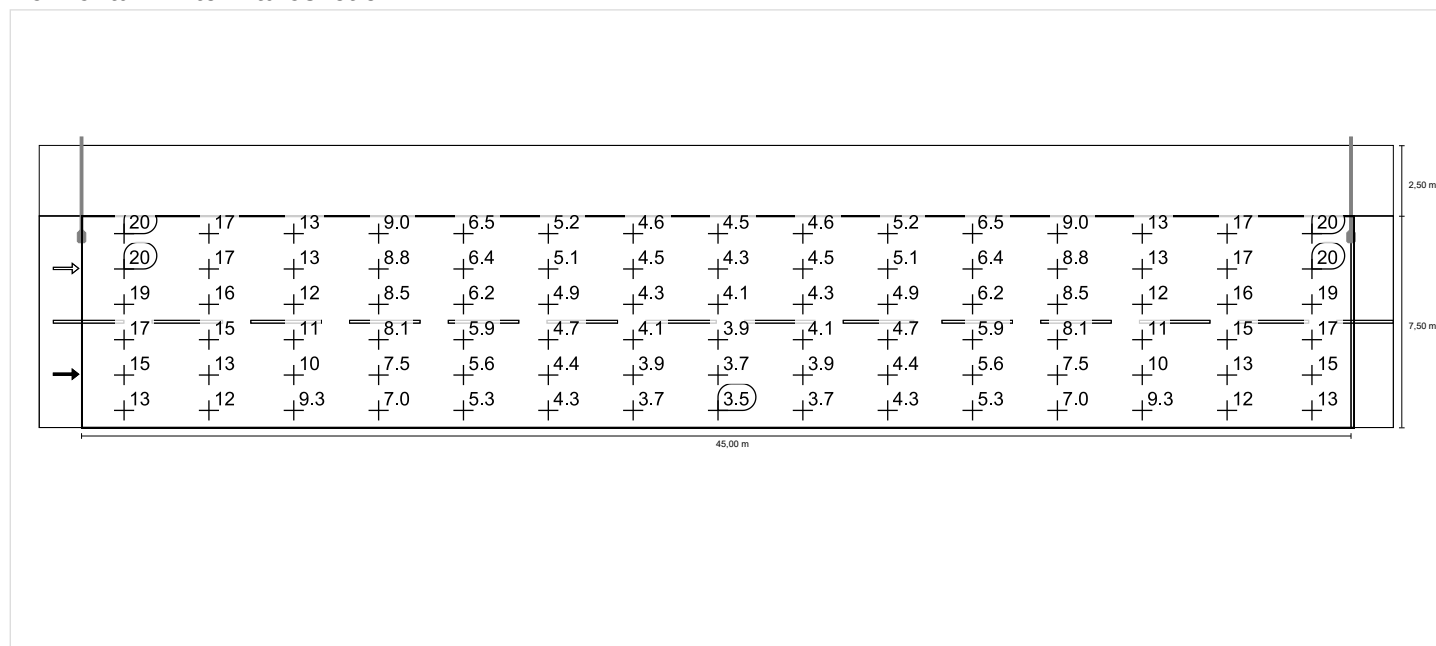 2,50 m
20 17 13 9.0 6.5 5.2 4.6 4.5 4.6 5.2 6.5 9.0 13 17 20
20 17 13 8.8 6.4 5.1 4.5 4.3 4.5 5.1 6.4 8.8 13 17 20
19 16 12 8.5 6.2 4.9 4.3 4.1 4.3 4.9 6.2 8.5 12 16 19
17 15 11 8.1 5.9 4.7 4.1 3.9 4.1 4.7 5.9 8.1 11 15 17
7,50 m
15 13 10 7.5 5.6 4.4 3.9 3.7 3.9 4.4 5.6 7.5 10 13 15
13 12 9.3 7.0 5.3 4.3 3.7 3.5 3.7 4.3 5.3 7.0 9.3 12 13
45,00 m